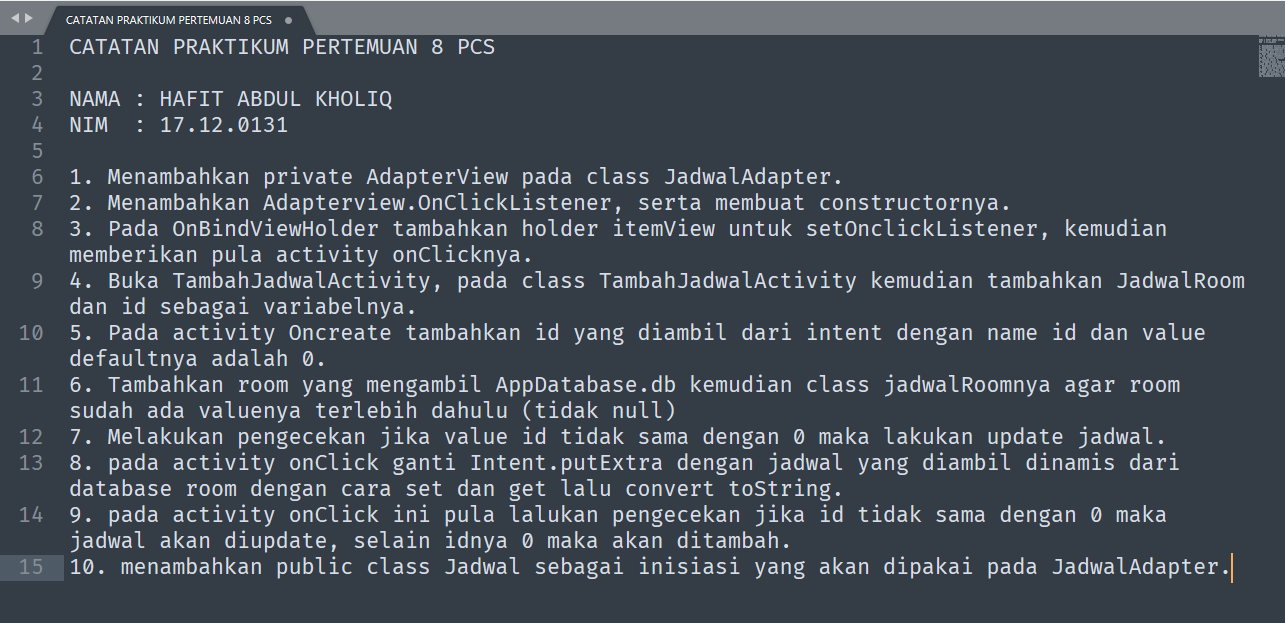 CATATAN PRAKTIKUM PERTEMUAN 8 PCS
1 CATATAN PRAKTIKUM PERTEMUAN 8 PCS
2
3 NAMA : HAFIT ABDUL KHOLIQ
4 NIM  : 17.12.0131
5
6 1. Menambahkan private AdapterView pada class JadwalAdapter.
7 2. Menambahkan Adapterview.OnClickListener, serta membuat constructornya.
8 3. Pada OnBindViewHolder tambahkan holder itemView untuk setOnclickListener, kemudian
memberikan pula activity onClicknya.
9 4. Buka TambahJadwalActivity, pada class TambahJadwalActivity kemudian tambahkan JadwalRoom
dan id sebagai variabelnya.
10 5. Pada activity Oncreate tambahkan id yang diambil dari intent dengan name id dan value
defaultnya adalah 0.
11 6. Tambahkan room yang mengambil AppDatabase.db kemudian class jadwalRoomnya agar room
sudah ada valuenya terlebih dahulu (tidak null)
12 7. Melakukan pengecekan jika value id tidak sama dengan 0 maka lakukan update jadwal.
13 8. pada activity onClick ganti Intent.putExtra dengan jadwal yang diambil dinamis dari
database room dengan cara set dan get lalu convert toString.
14 9. pada activity onClick ini pula lalukan pengecekan jika id tidak sama dengan 0 maka
jadwal akan diupdate, selain idnya 0 maka akan ditambah.
15 10. menambahkan public class Jadwal sebagai inisiasi yang akan dipakai pada JadwalAdapter.